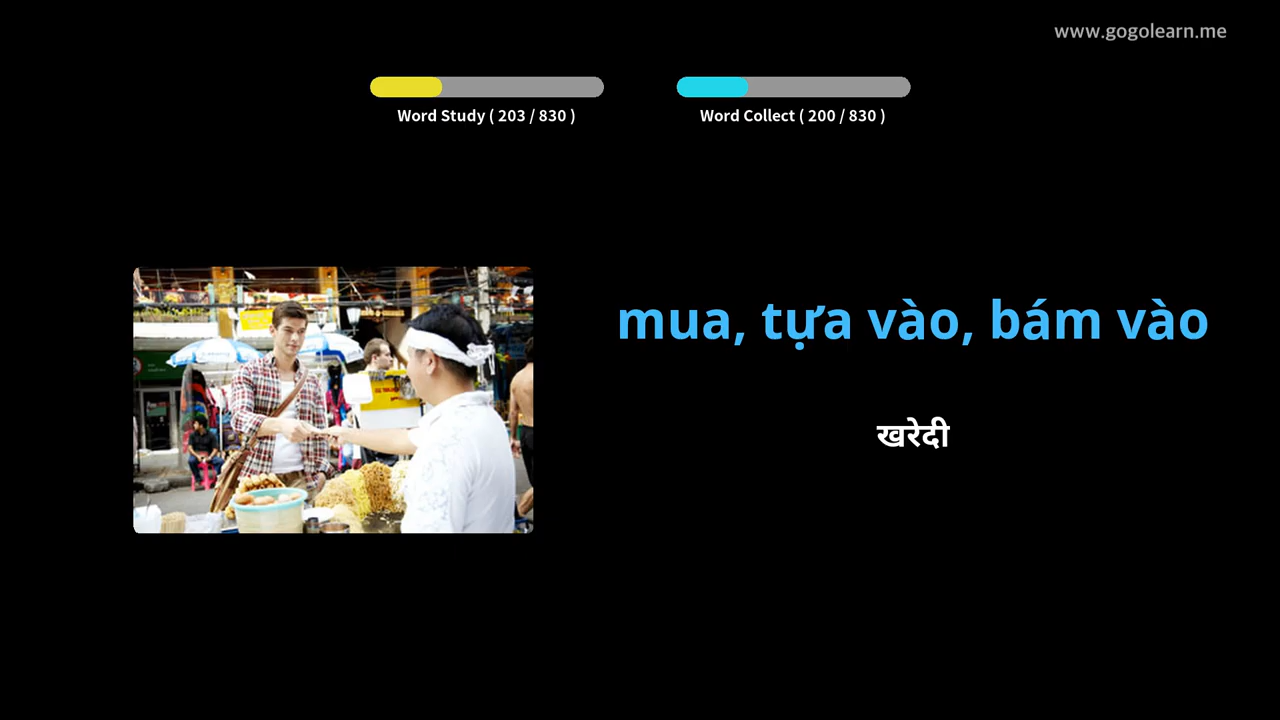 www.gogolearn.me
Word Study ( 203 / 830 )
Word Collect ( 200 / 830 )
mua, tựa vào, bám vào
खरेदी